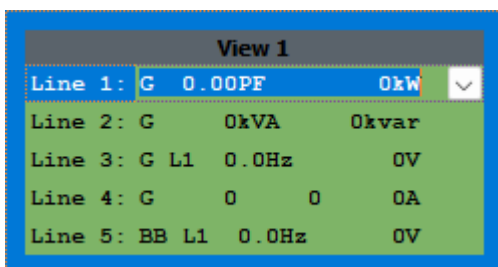 View 1
Line 1: G 0.00PF 0kW
Line 2: G 0kVA 0kvar
Line 3: G L1 0.0Hz 0V
Line 4: G 0 0 0A
Line 5: BB L1 0.0Hz 0V